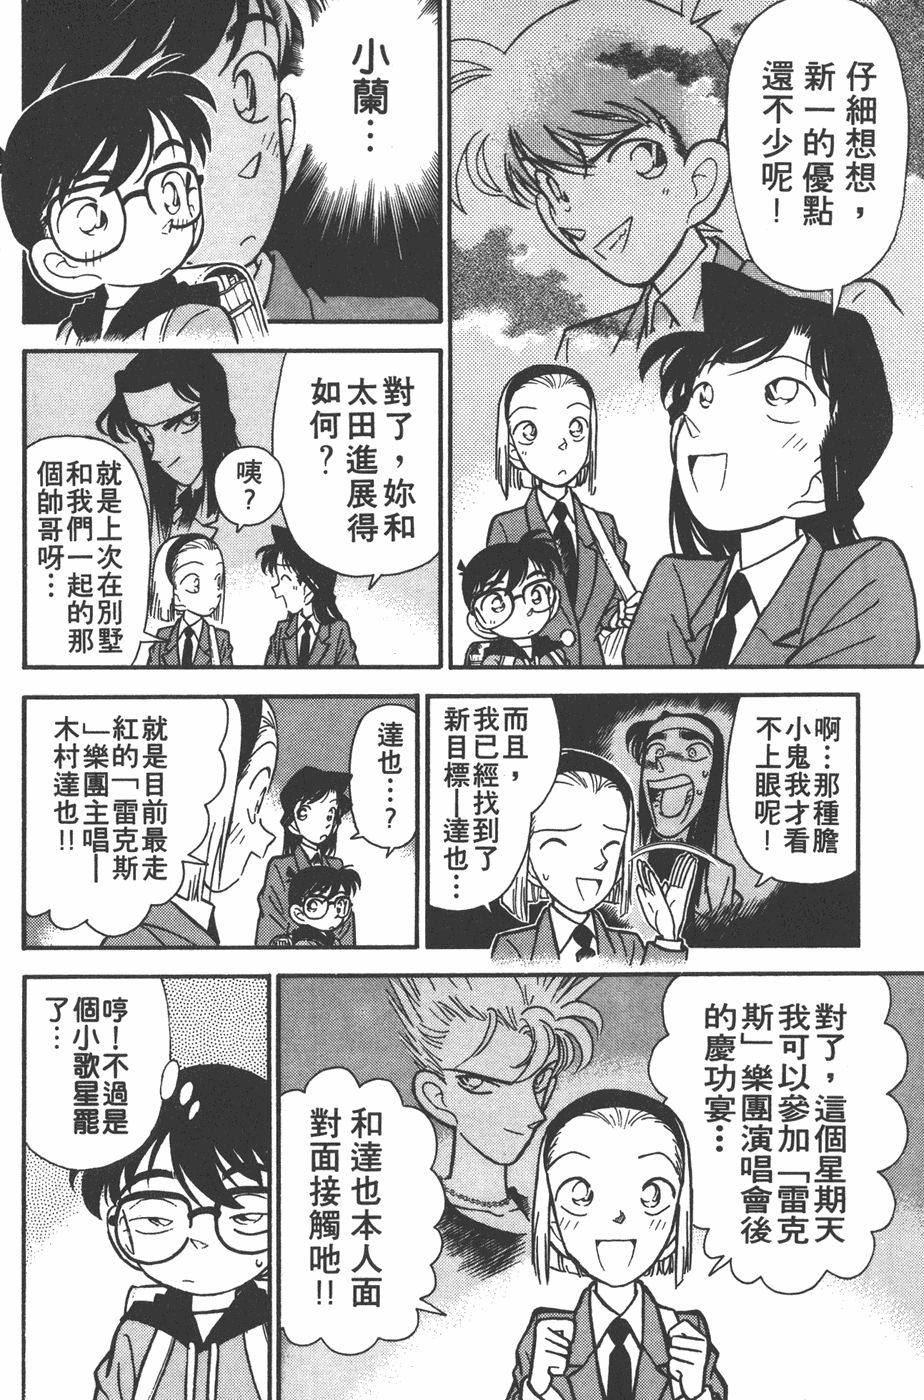 仔細想想，
新一的優點
還不少呢！
小蘭…
對了，妳和
太田進展得
如何？
咦？
就是上次在別墅
和我們一起的那
個帥哥呀…
啊…那種膽
小鬼我才看
不上眼呢！
而且，
我已經找到了
新目標—達也…
達也…？
就是目前最走
紅的「雷克斯
」樂團主唱—
木村達也!!
對了，這個星期天
我可以參加「雷克
斯」樂團演唱會後
的慶功宴…
和達也本人面
對面接觸吔!!
哼！不過是
個小歌星罷
了…